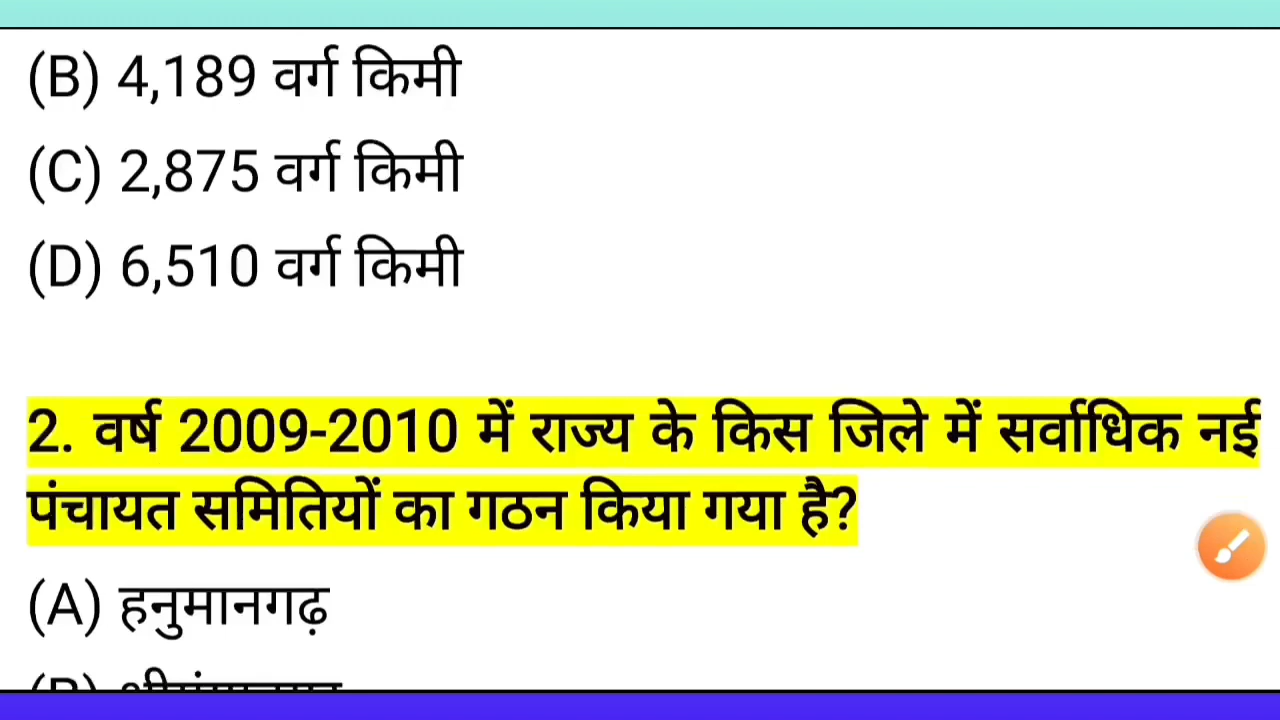 (B) 4,189 वर्ग किमी
(C) 2,875 वर्ग किमी
(D) 6,510 वर्ग किमी
2. वर्ष 2009-2010 में राज्य के किस जिले में सर्वाधिक नई
पंचायत समितियों का गठन किया गया है?
(A) हनुमानगढ़